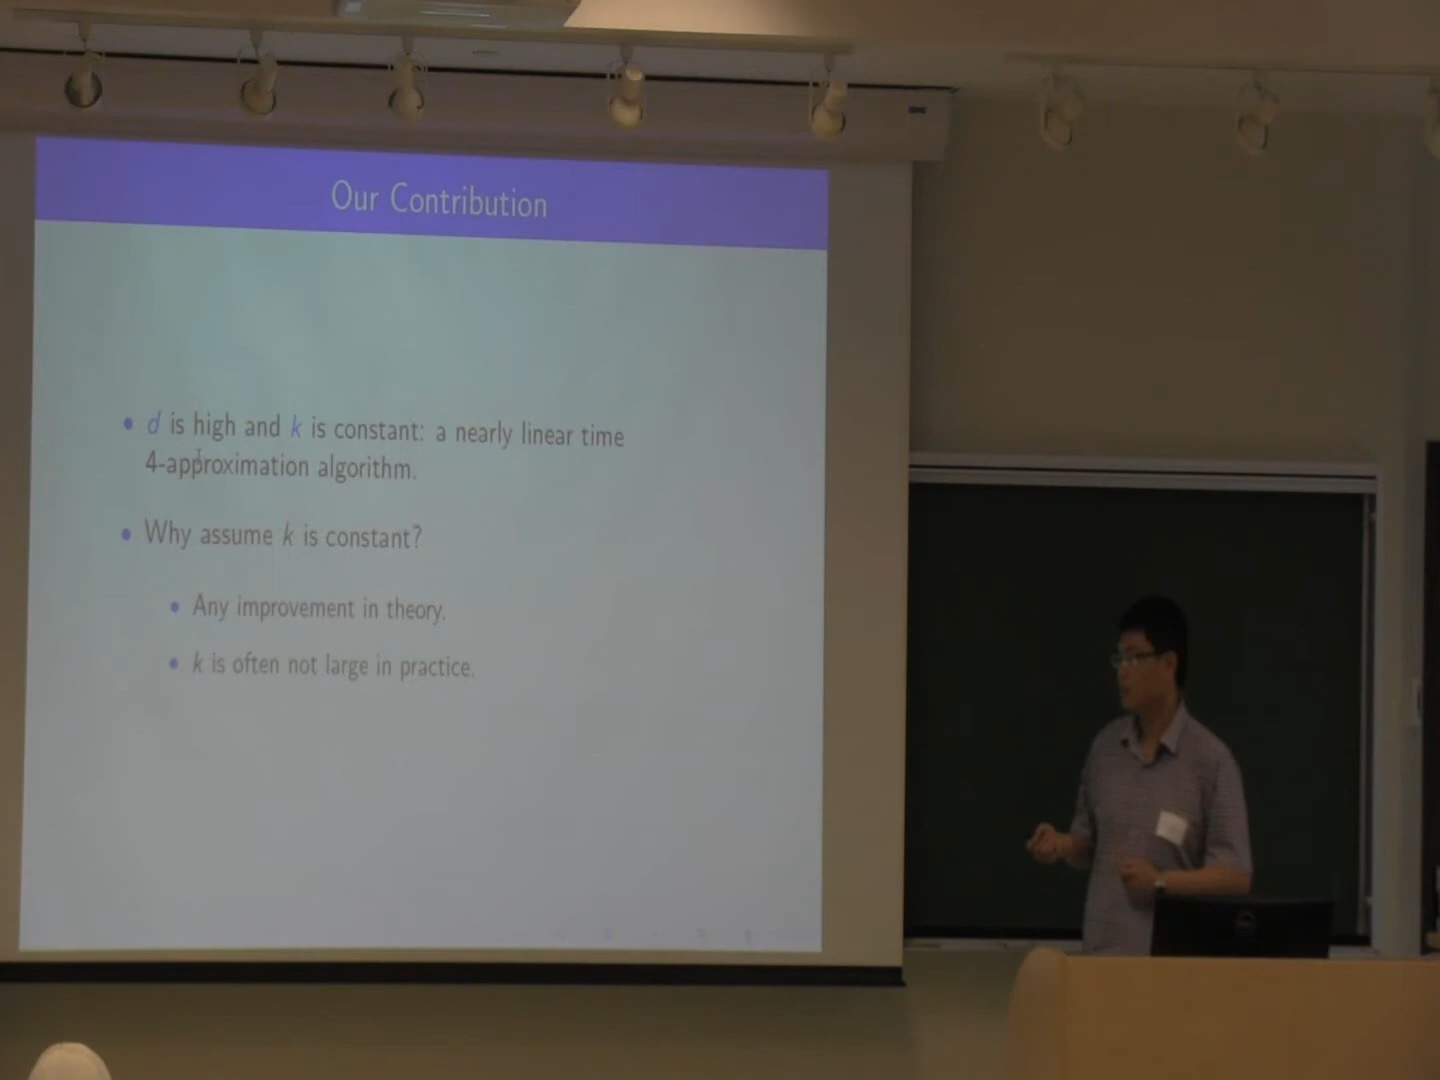 Our Contribution
• d is high and k is constant: a nearly linear time
4-approximation algorithm.
• Why assume k is constant?
• Any improvement in theory.
• k is often not large in practice.